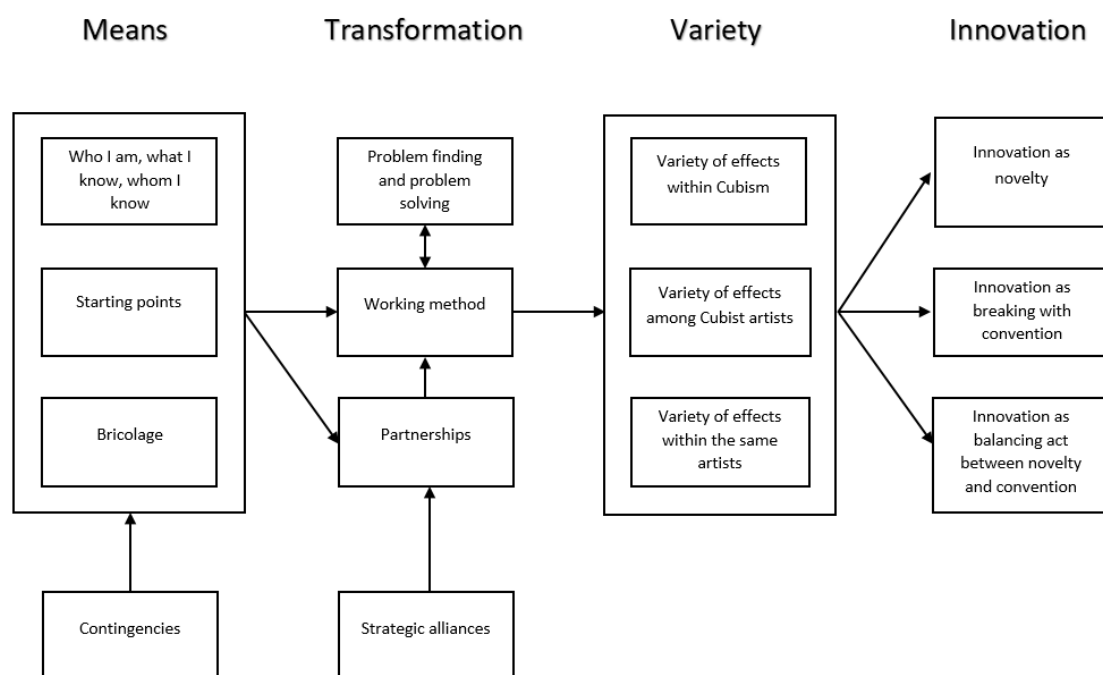 Means
Transformation
Variety
Innovation
Who I am, what I
know, whom I
know
Starting points
Bricolage
Contingencies
Problem finding
and problem
solving
Working method
Partnerships
Strategic alliances
Variety of effects
within Cubism
Variety of effects
among Cubist artists
Variety of effects
within the same
artists
Innovation as
novelty
Innovation as
breaking with
convention
Innovation as
balancing act
between novelty
and convention